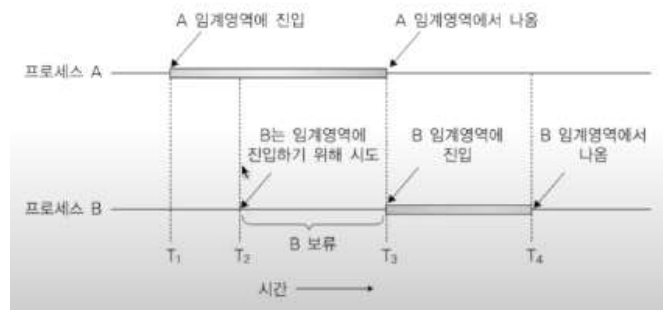 A 임계영역에 진입
A 임계영역에서 나옴
프로세스 A
B는 임계영역에
진입하기 위해 시도
B 임계영역에
진입
B 임계영역에서
나옴
프로세스 B
B 보류
T₁
T₂
T₃
T₄
시간